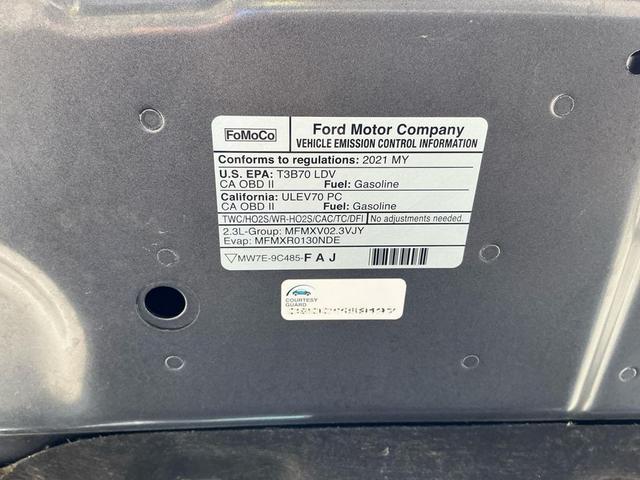 FoMoCo
Ford Motor Company
VEHICLE EMISSION CONTROL INFORMATION
Conforms to regulations: 2021 MY
U.S. EPA: T3B70 LDV
CA OBD II Fuel: Gasoline
California: ULEV70 PC
CA OBD II Fuel: Gasoline
TWC/HO2S/WR-HO2S/CAC/TC/DFI No adjustments needed.
2.3L-Group: MFMXV02.3VJY
Evap: MFMXR0130NDE
MW7E-9C485-F A J
COURTESY
GUARD